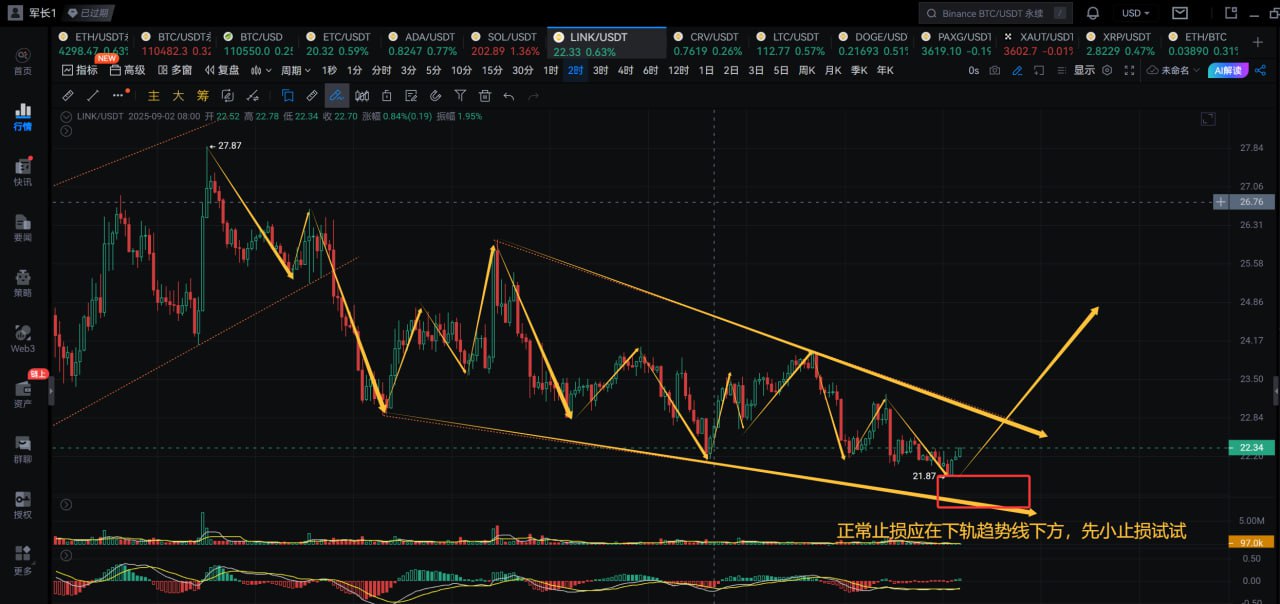 军长1 已过期
Binance BTC/USDT 永续 /
USD
ETH/USDT永 BTC/USDT永 BTC/USD ETC/USDT ADA/USDT SOL/USDT LINK/USDT CRV/USDT LTC/USDT DOGE/USD PAXG/USDT XAUT/USDT XRP/USDT ETH/BTC
4298.47 0.63% 110482.3 0.32 110550.0 0.25 20.32 0.59% 0.8247 0.77% 202.89 1.36% 22.33 0.63% 0.7619 0.26% 112.77 0.57% 0.21693 0.51 3619.10 -0.19 3602.7 -0.01% 2.8229 0.47% 0.03890 0.31%
NEW
指标 高级 多窗 复盘 周期 1秒 1分 分时 3分 5分 10分 15分 30分 1时 2时 3时 4时 6时 12时 1日 2日 3日 5日 周K 月K 季K 年K 0s 显示 未命名 AI解读
主 大 筹
LINK/USDT 2025-09-02 08:00 开 22.52 高 22.78 低 22.34 收 22.70 涨幅 0.84%(0.19) 振幅 1.95%
首页
行情
快讯
要闻
策略
Web3
链上
资产
群聊
授权
更多
27.87
21.87
正常止损应在下轨趋势线下方，先小止损试试
27.84
27.06
26.76
26.31
25.58
24.86
24.17
23.50
22.84
22.34
22.20
5.00M
97.0k
0.50
0.00
-0.50